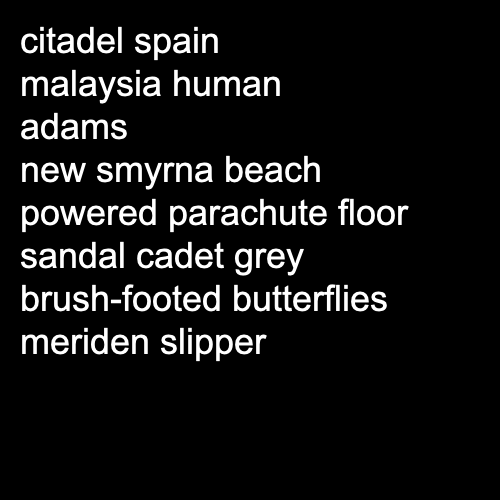 citadel spain
malaysia human
adams
new smyrna beach
powered parachute floor
sandal cadet grey
brush-footed butterflies
meriden slipper